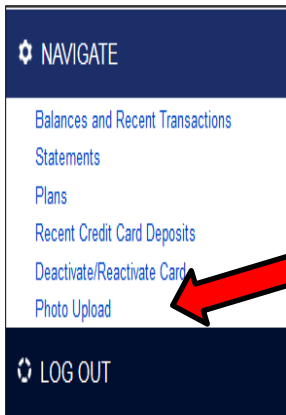 NAVIGATE
Balances and Recent Transactions
Statements
Plans
Recent Credit Card Deposits
Deactivate/Reactivate Card
Photo Upload
LOG OUT